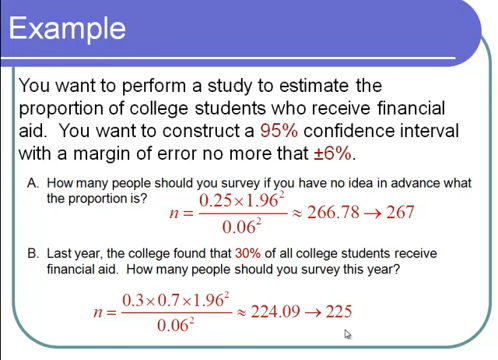 Example
You want to perform a study to estimate the
proportion of college students who receive financial
aid.  You want to construct a 95% confidence interval
with a margin of error no more that ±6%.
A. How many people should you survey if you have no idea in advance what
the proportion is?
n = (0.25×1.96²)/0.06² ≈ 266.78 → 267
B. Last year, the college found that 30% of all college students receive
financial aid.  How many people should you survey this year?
n = (0.3×0.7×1.96²)/0.06² ≈ 224.09 → 225